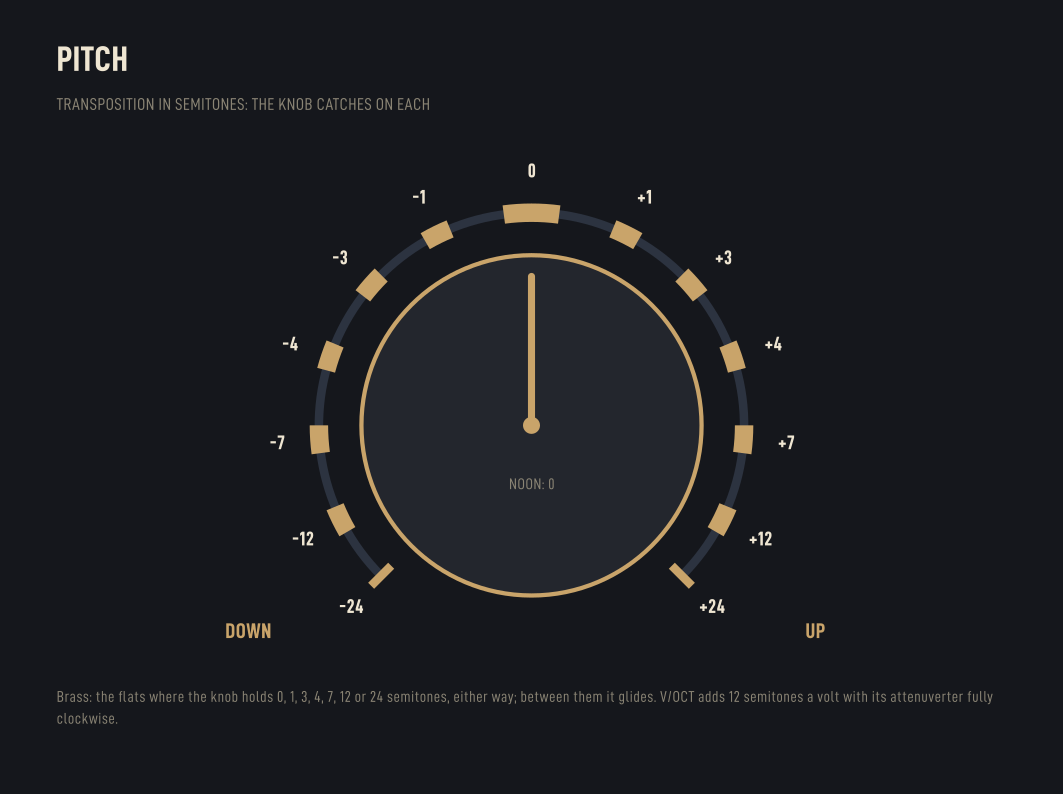 PITCH
TRANSPOSITION IN SEMITONES: THE KNOB CATCHES ON EACH
0
-1
+1
-3
+3
-4
+4
-7
+7
NOON: 0
-12
+12
-24
+24
DOWN
UP
Brass: the flats where the knob holds 0, 1, 3, 4, 7, 12 or 24 semitones, either way; between them it glides. V/OCT adds 12 semitones a volt with its attenuverter fully
clockwise.